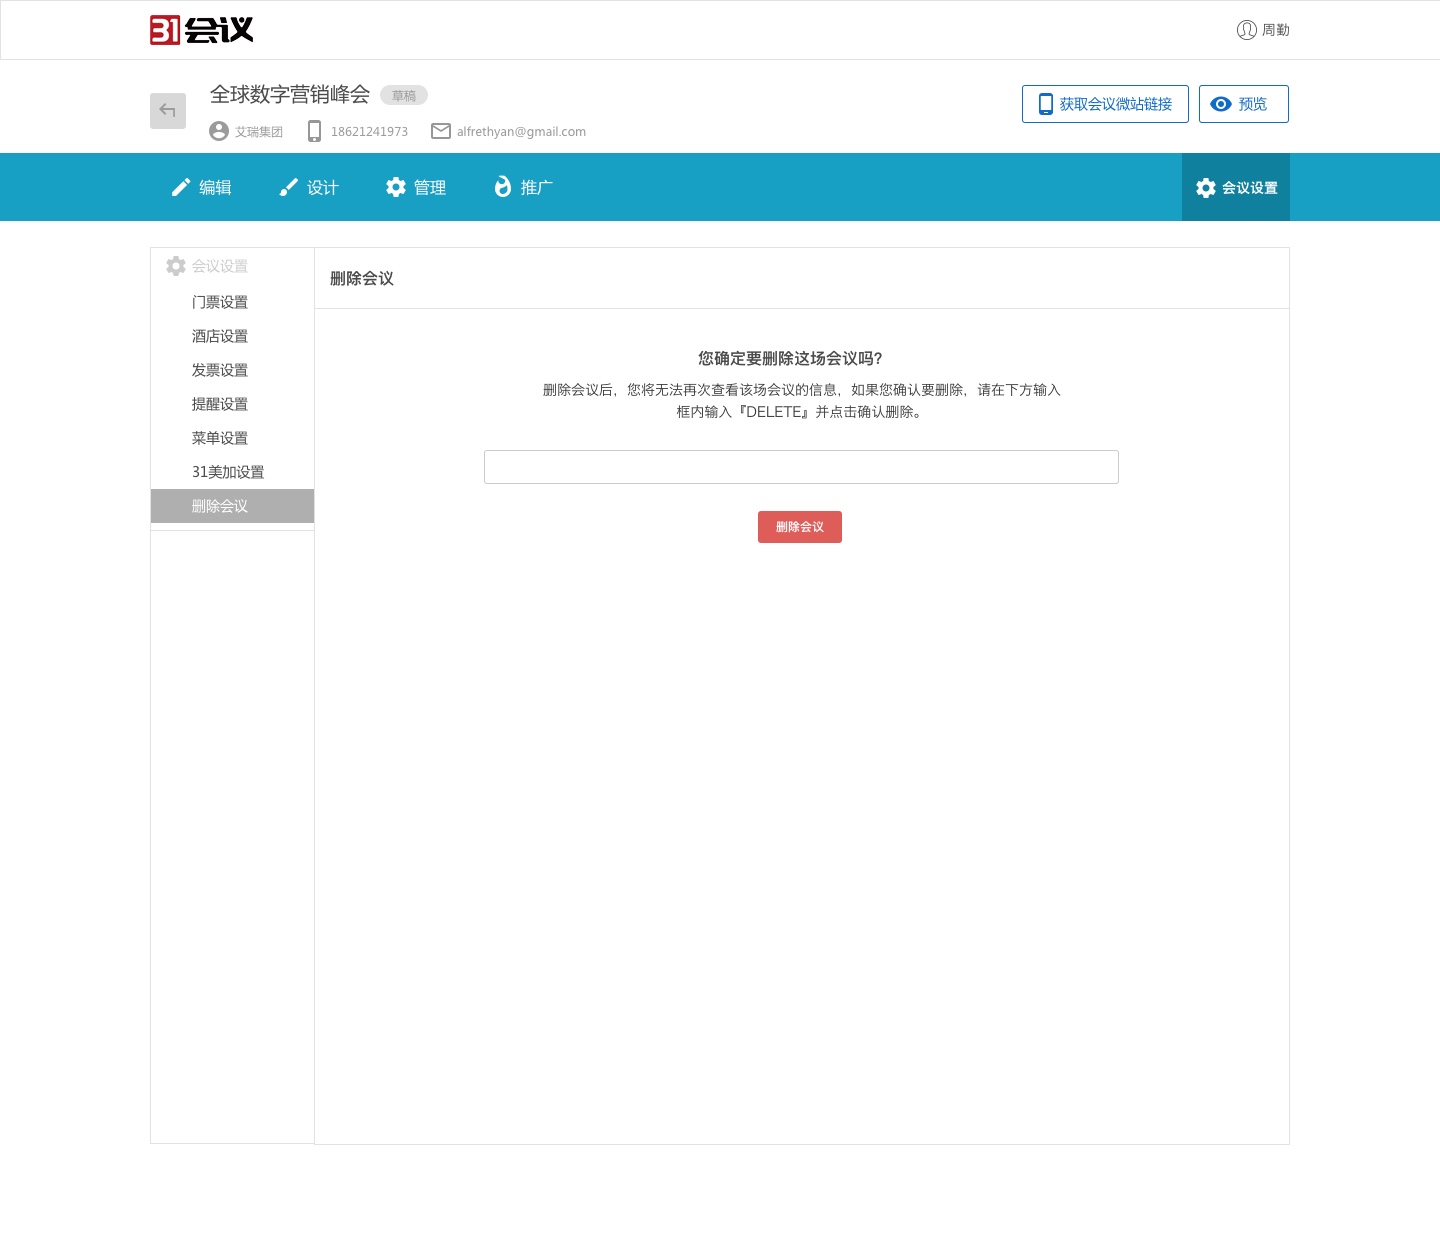 31会议
周勤
全球数字营销峰会 草稿
艾瑞集团 18621241973 alfrethyan@gmail.com
获取会议微站链接 预览
编辑 设计 管理 推广 会议设置
会议设置
门票设置
酒店设置
发票设置
提醒设置
菜单设置
31美加设置
删除会议
删除会议
您确定要删除这场会议吗?
删除会议后，您将无法再次查看该场会议的信息，如果您确认要删除，请在下方输入
框内输入『DELETE』并点击确认删除。
删除会议